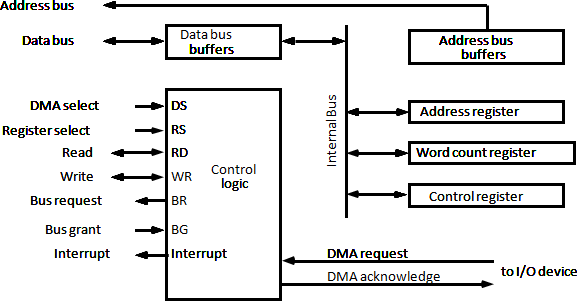 Address bus
Data bus
Data bus
buffers
Address bus
buffers
Internal Bus
DMA select
DS
Register select
RS
Read
RD
Write
WR
Bus request
BR
Bus grant
BG
Interrupt
Interrupt
Control
logic
Address register
Word count register
Control register
DMA request
DMA acknowledge
to I/O device